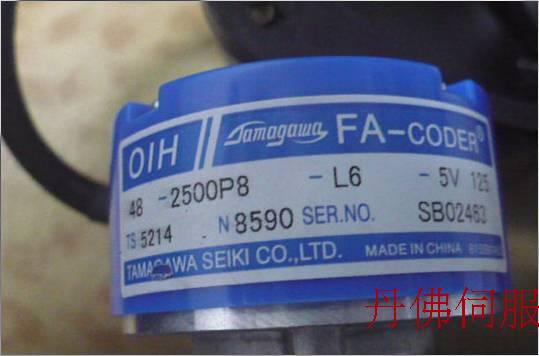 OIH Tamagawa FA-CODER®
48 -2500P8 -L6 -5V 125
TS 5214 N 8590 SER.NO. SB02463
TAMAGAWA SEIKI CO.,LTD. MADE IN CHINA
丹佛伺服